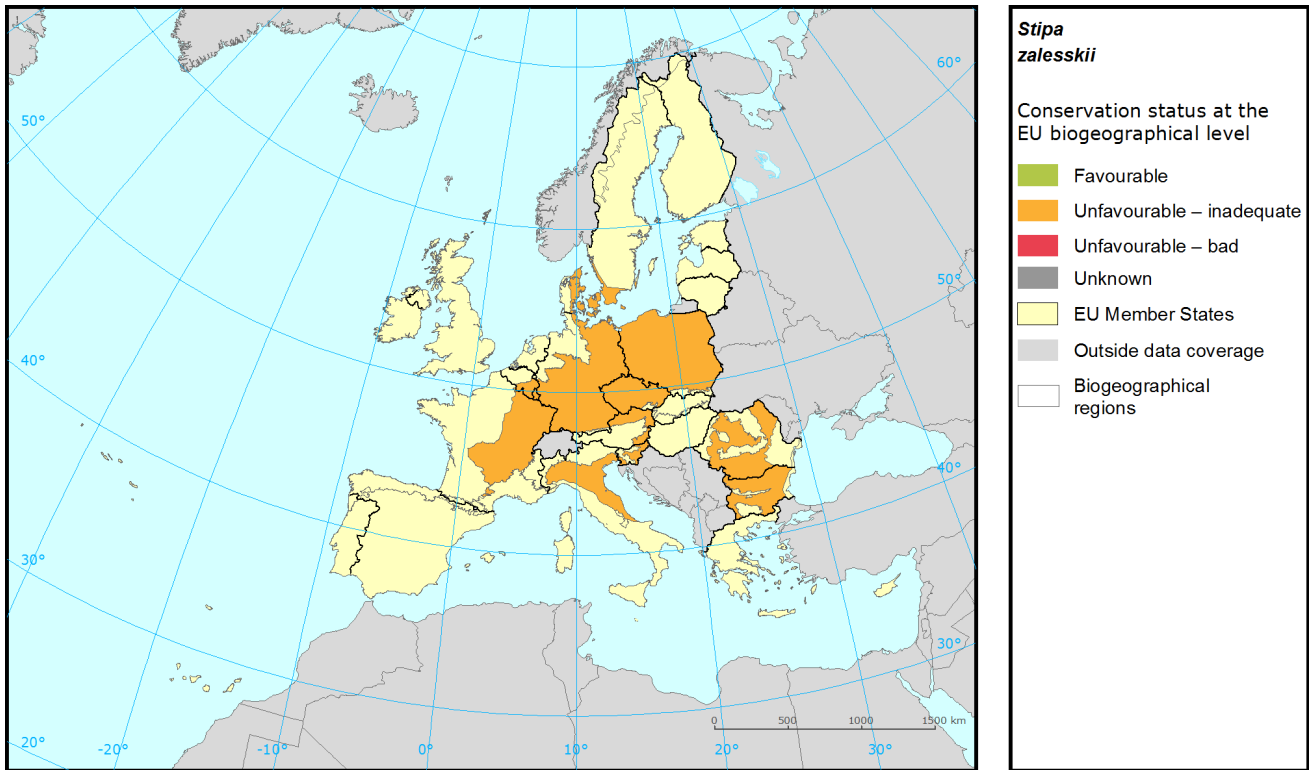 60°
50°
50°
40°
40°
30°
30°
20°
-20°
-10°
0°
10°
20°
30°
0 500 1000 1500 km
Stipa
zalesskii
Conservation status at the
EU biogeographical level
Favourable
Unfavourable – inadequate
Unfavourable – bad
Unknown
EU Member States
Outside data coverage
Biogeographical
regions